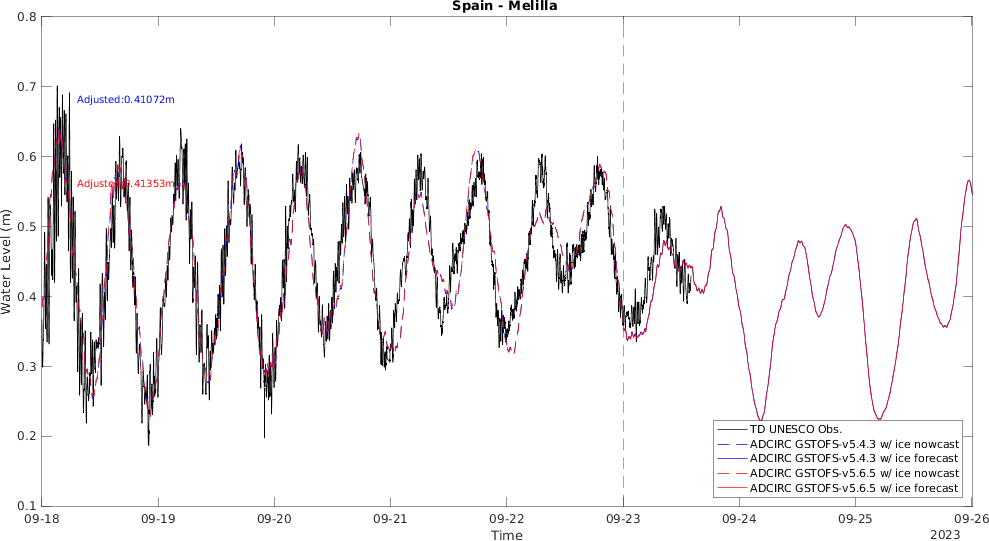 Spain - Melilla
0.8
0.7
0.6
0.5
0.4
0.3
0.2
0.1
Water Level (m)
Adjusted:0.41072m
Adjusted:0.41353m
TD UNESCO Obs.
ADCIRC GSTOFS-v5.4.3 w/ ice nowcast
ADCIRC GSTOFS-v5.4.3 w/ ice forecast
ADCIRC GSTOFS-v5.6.5 w/ ice nowcast
ADCIRC GSTOFS-v5.6.5 w/ ice forecast
09-18 09-19 09-20 09-21 09-22 09-23 09-24 09-25 09-26
Time
2023